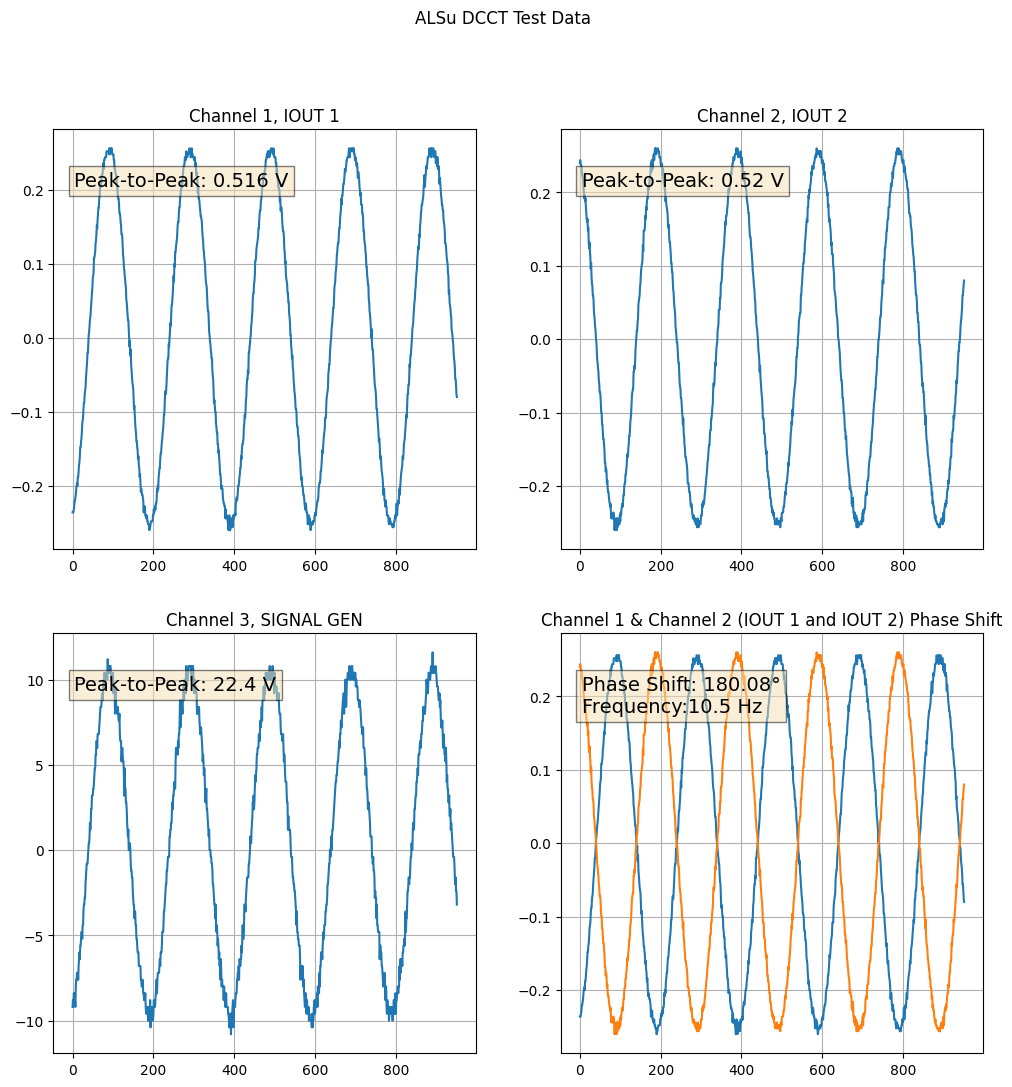 ALSu DCCT Test Data
Channel 1, IOUT 1
Peak-to-Peak: 0.516 V
0.2
0.1
0.0
−0.1
−0.2
0 200 400 600 800
Channel 2, IOUT 2
Peak-to-Peak: 0.52 V
0.2
0.1
0.0
−0.1
−0.2
0 200 400 600 800
Channel 3, SIGNAL GEN
Peak-to-Peak: 22.4 V
10
5
0
−5
−10
0 200 400 600 800
Channel 1 & Channel 2 (IOUT 1 and IOUT 2) Phase Shift
Phase Shift: 180.08°
Frequency:10.5 Hz
0.2
0.1
0.0
−0.1
−0.2
0 200 400 600 800